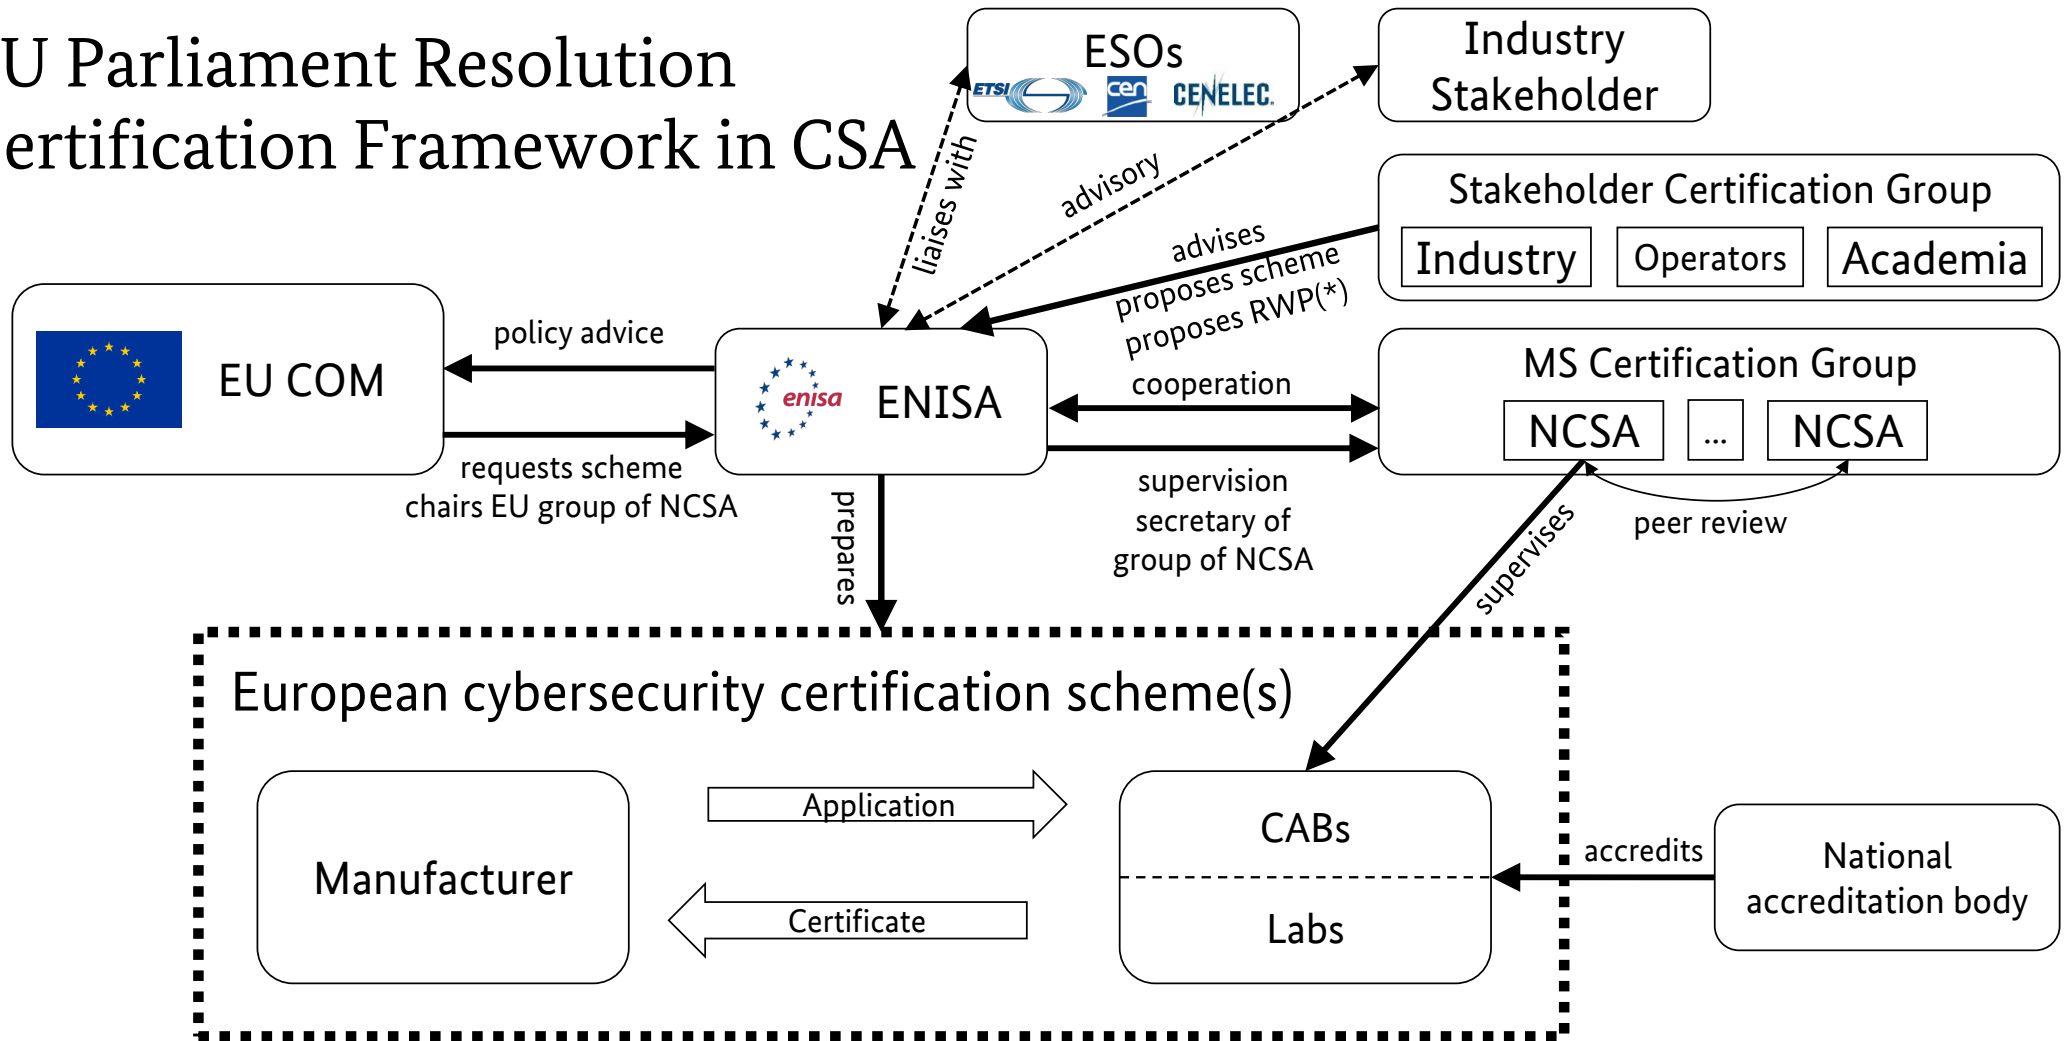 U Parliament Resolution
ertification Framework in CSA
ESOs
ETSI
cen
CENELEC.
Industry
Stakeholder
liaises with
advisory
Stakeholder Certification Group
Industry
Operators
Academia
advises
proposes scheme
proposes RWP(*)
EU COM
policy advice
requests scheme
chairs EU group of NCSA
enisa
ENISA
cooperation
supervision
secretary of
group of NCSA
MS Certification Group
NCSA
...
NCSA
peer review
supervises
prepares
European cybersecurity certification scheme(s)
Manufacturer
Application
Certificate
CABs
Labs
accredits
National
accreditation body